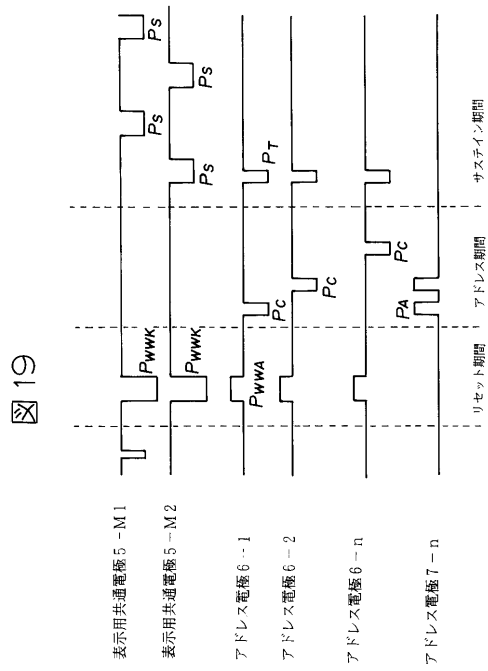 図19
表示用共通電極5-M1
表示用共通電極5-M2
アドレス電極6-1
アドレス電極6-2
アドレス電極6-n
アドレス電極7-n
PS
PS
PWWK
PS
PS
PWWK
PT
PC
PWWA
PC
PC
PA
リセット期間
アドレス期間
サステイン期間